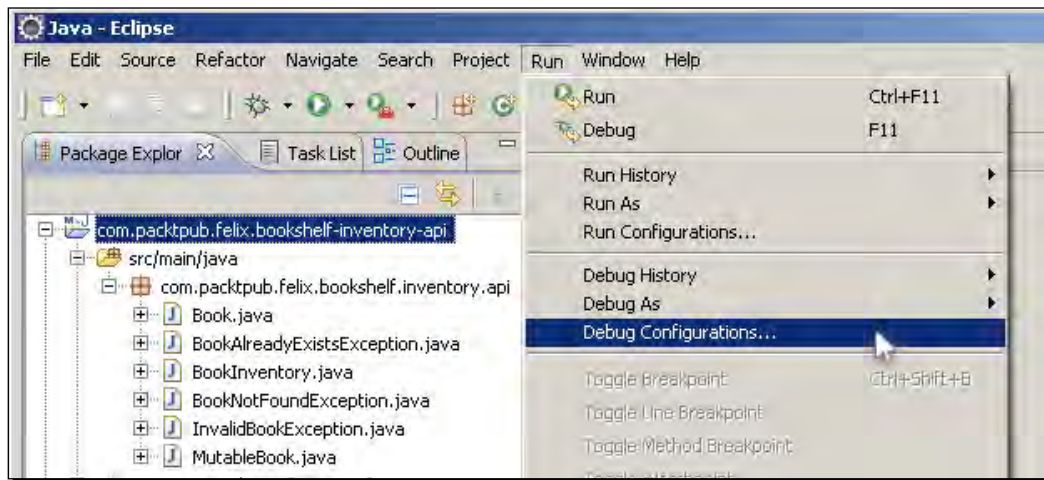 Java - Eclipse
File Edit Source Refactor Navigate Search Project Run Window Help
Package Explor Task List Outline
com.packtpub.felix.bookshelf-inventory-api
src/main/java
com.packtpub.felix.bookshelf.inventory.api
Book.java
BookAlreadyExistsException.java
BookInventory.java
BookNotFoundException.java
InvalidBookException.java
MutableBook.java
Run Ctrl+F11
Debug F11
Run History
Run As
Run Configurations...
Debug History
Debug As
Debug Configurations...
Toggle Breakpoint Ctrl+Shift+B
Toggle Line Breakpoint
Toggle Method Breakpoint